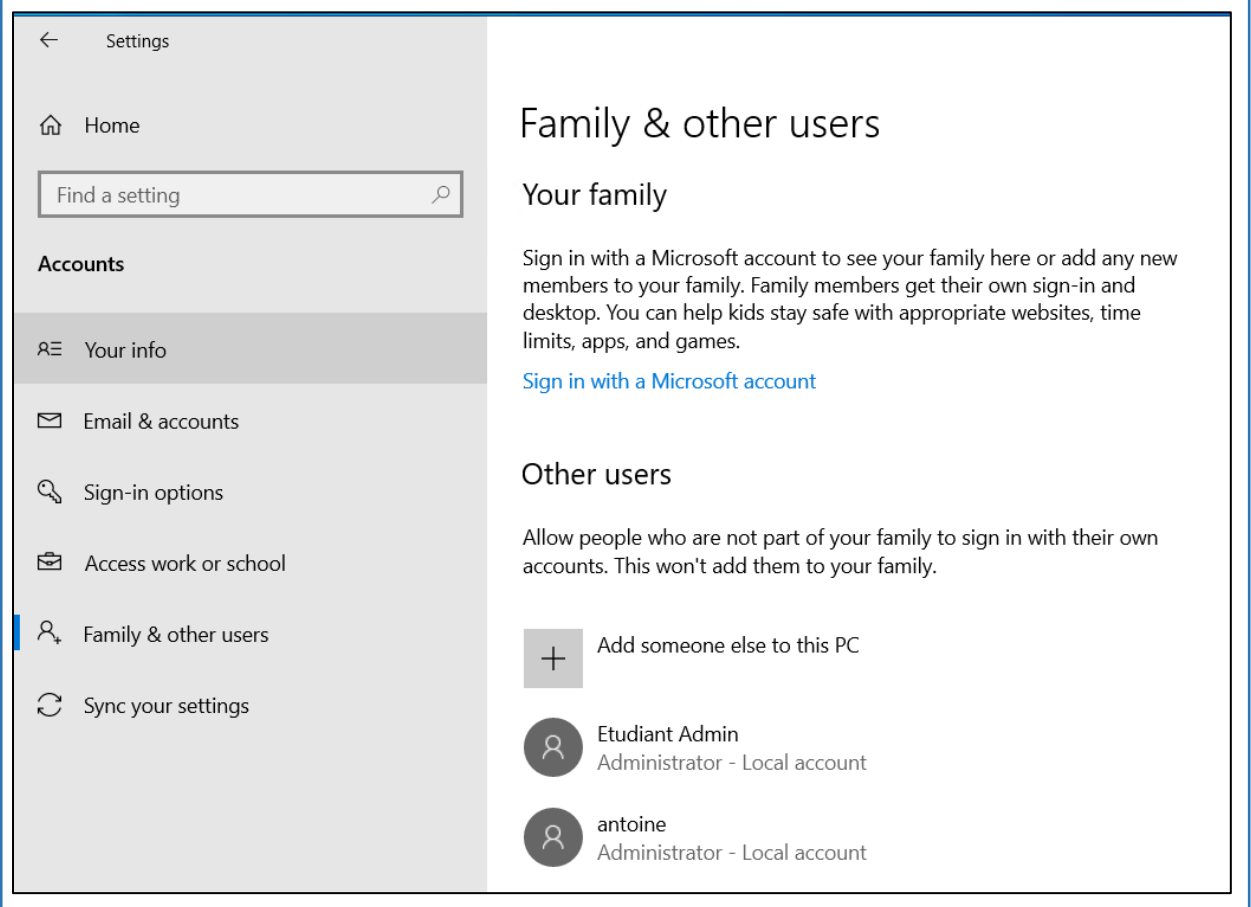 Settings
Home
Find a setting
Accounts
Your info
Email & accounts
Sign-in options
Access work or school
Family & other users
Sync your settings
Family & other users
Your family
Sign in with a Microsoft account to see your family here or add any new
members to your family. Family members get their own sign-in and
desktop. You can help kids stay safe with appropriate websites, time
limits, apps, and games.
Sign in with a Microsoft account
Other users
Allow people who are not part of your family to sign in with their own
accounts. This won't add them to your family.
Add someone else to this PC
Etudiant Admin
Administrator - Local account
antoine
Administrator - Local account